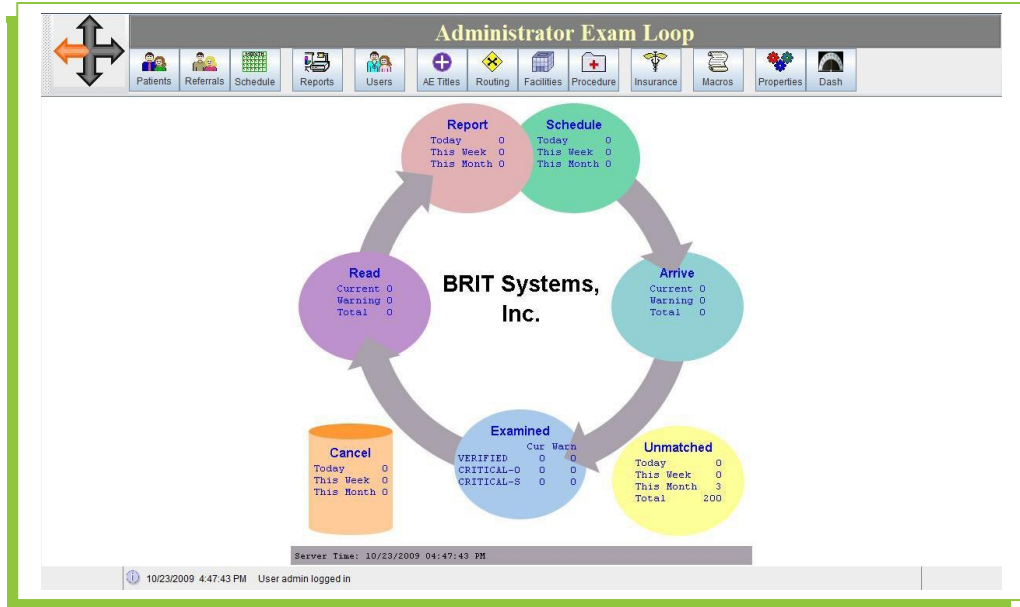 Administrator Exam Loop
Patients Referrals Schedule Reports Users AE Titles Routing Facilities Procedure Insurance Macros Properties Dash
Report
Today 0
This Week 0
This Month 0
Schedule
Today 0
This Week 0
This Month 0
Read
Current 0
Warning 0
Total 0
BRIT Systems,
Inc.
Arrive
Current 0
Warning 0
Total 0
Cancel
Today 0
This Week 0
This Month 0
Examined
Cur Warn
VERIFIED 0 0
CRITICAL-O 0 0
CRITICAL-S 0 0
Unmatched
Today 0
This Week 0
This Month 3
Total 200
Server Time: 10/23/2009 04:47:43 PM
10/23/2009 4:47:43 PM User admin logged in